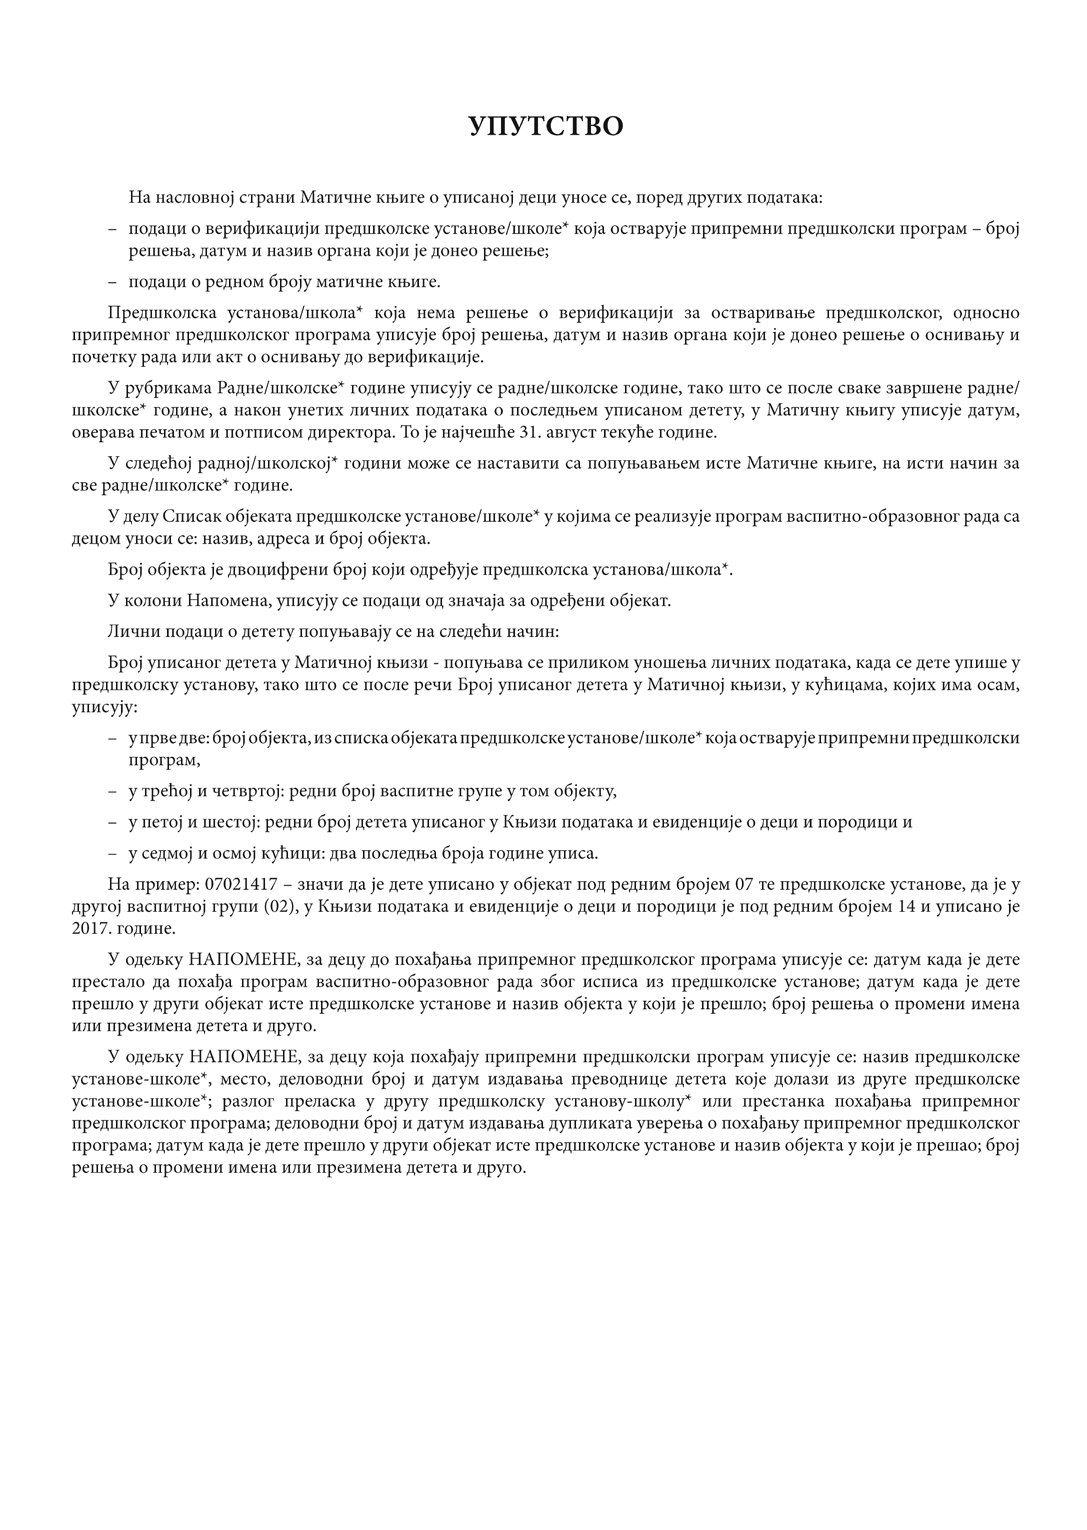 УПУТСТВО
На насловној страни Матичне књиге о уписаној деци уносе се, поред других података:
– подаци о верификацији предшколске установе/школе* која остварује припремни предшколски програм – број
решења, датум и назив органа који је донео решење;
– подаци о редном броју матичне књиге.
Предшколска установа/школа* која нема решење о верификацији за остваривање предшколског, односно
припремног предшколског програма уписује број решења, датум и назив органа који је донео решење о оснивању и
почетку рада или акт о оснивању до верификације.
У рубрикама Радне/школске* године уписују се радне/школске године, тако што се после сваке завршене радне/
школске* године, а након унетих личних података о последњем уписаном детету, у Матичну књигу уписује датум,
оверава печатом и потписом директора. То је најчешће 31. август текуће године.
У следећој радној/школској* години може се наставити са попуњавањем исте Матичне књиге, на исти начин за
све радне/школске* године.
У делу Списак објеката предшколске установе/школе* у којима се реализује програм васпитно-образовног рада са
децом уноси се: назив, адреса и број објекта.
Број објекта је двоцифрени број који одређује предшколска установа/школа*.
У колони Напомена, уписују се подаци од значаја за одређени објекат.
Лични подаци о детету попуњавају се на следећи начин:
Број уписаног детета у Матичној књизи - попуњава се приликом уношења личних података, када се дете упише у
предшколску установу, тако што се после речи Број уписаног детета у Матичној књизи, у кућицама, којих има осам,
уписују:
– у прве две: број објекта, из списка објеката предшколске установе/школе* која остварује припремни предшколски
програм,
– у трећој и четвртој: редни број васпитне групе у том објекту,
– у петој и шестој: редни број детета уписаног у Књизи података и евиденције о деци и породици и
– у седмој и осмој кућици: два последња броја године уписа.
На пример: 07021417 – значи да је дете уписано у објекат под редним бројем 07 те предшколске установе, да је у
другој васпитној групи (02), у Књизи података и евиденције о деци и породици је под редним бројем 14 и уписано је
2017. године.
У одељку НАПОМЕНЕ, за децу до похађања припремног предшколског програма уписује се: датум када је дете
престало да похађа програм васпитно-образовног рада због исписа из предшколске установе; датум када је дете
прешло у други објекат исте предшколске установе и назив објекта у који је прешло; број решења о промени имена
или презимена детета и друго.
У одељку НАПОМЕНЕ, за децу која похађају припремни предшколски програм уписује се: назив предшколске
установе-школе*, место, деловодни број и датум издавања преводнице детета које долази из друге предшколске
установе-школе*; разлог преласка у другу предшколску установу-школу* или престанка похађања припремног
предшколског програма; деловодни број и датум издавања дупликата уверења о похађању припремног предшколског
програма; датум када је дете прешло у други објекат исте предшколске установе и назив објекта у који је прешао; број
решења о промени имена или презимена детета и друго.